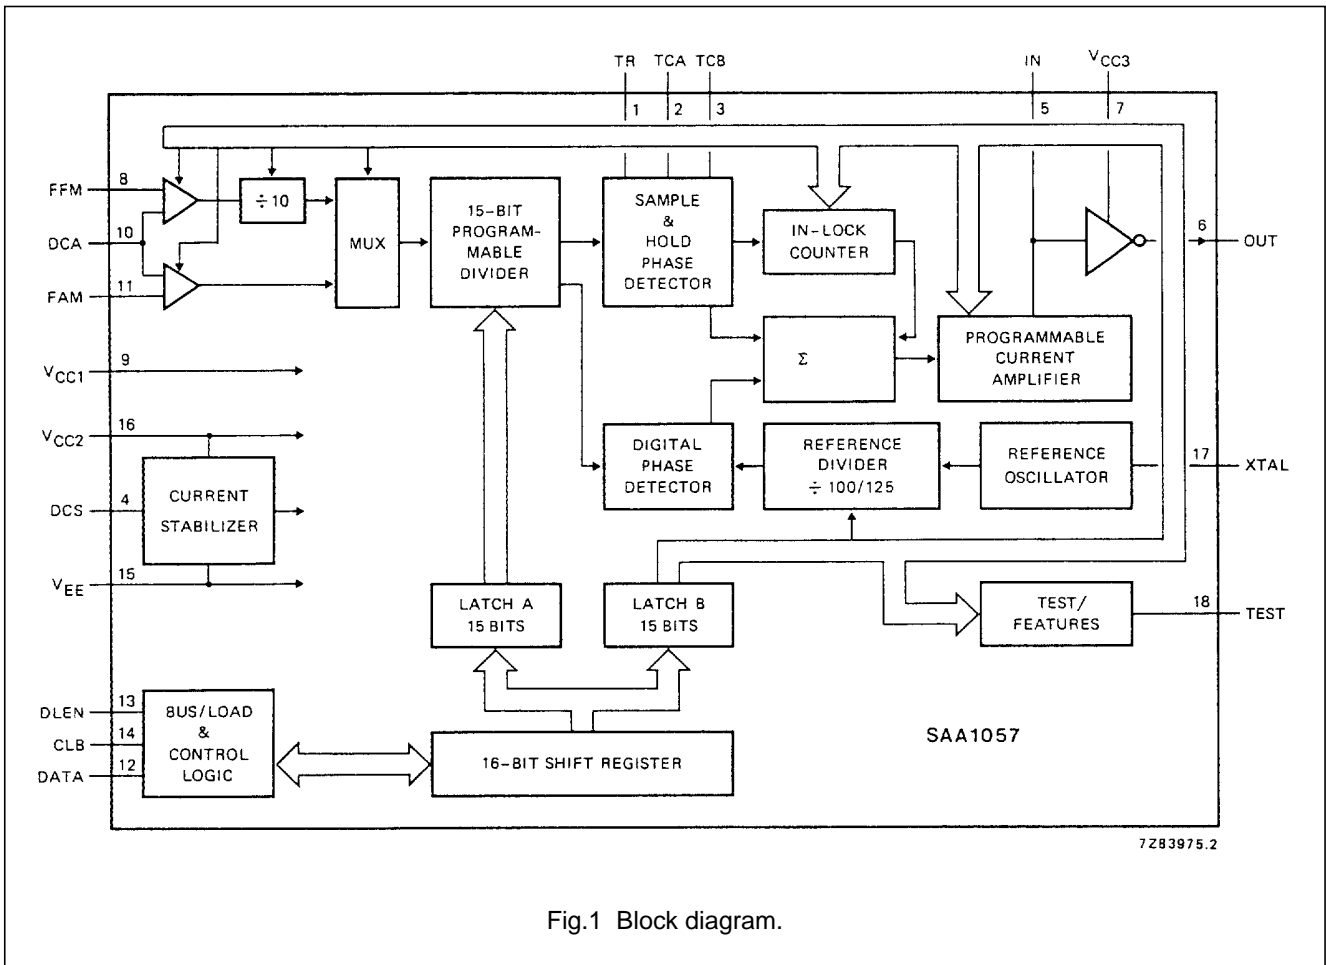 TR TCA TCB IN VCC3
1 2 3 5 7
FFM 8
÷10
DCA 10
FAM 11
MUX
15-BIT
PROGRAM-
MABLE
DIVIDER
SAMPLE
&
HOLD
PHASE
DETECTOR
IN-LOCK
COUNTER
6 OUT
Σ
PROGRAMMABLE
CURRENT
AMPLIFIER
VCC1 9
VCC2 16
CURRENT
STABILIZER
DCS 4
VEE 15
DIGITAL
PHASE
DETECTOR
REFERENCE
DIVIDER
÷ 100/125
REFERENCE
OSCILLATOR
17 XTAL
LATCH A
15 BITS
LATCH B
15 BITS
TEST/
FEATURES
18 TEST
DLEN 13
CLB 14
DATA 12
BUS/LOAD
&
CONTROL
LOGIC
16-BIT SHIFT REGISTER
SAA1057
7Z83975.2
Fig.1 Block diagram.